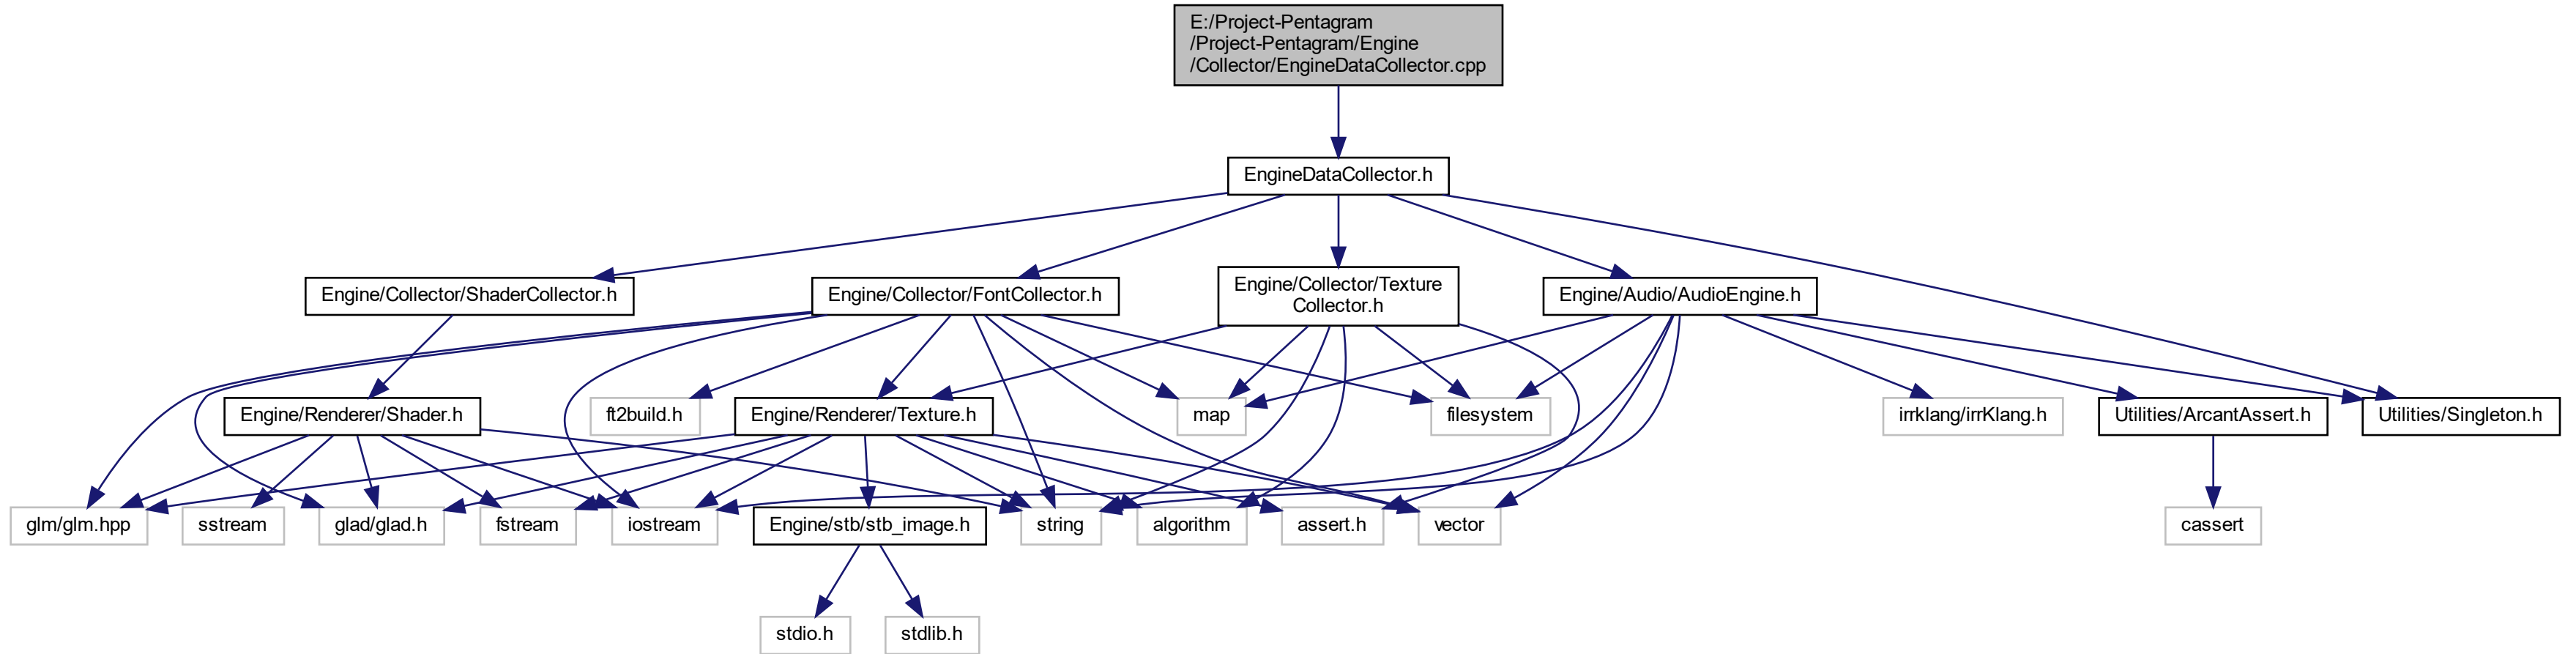 E:/Project-Pentagram
/Project-Pentagram/Engine
/Collector/EngineDataCollector.cpp
EngineDataCollector.h
Engine/Collector/ShaderCollector.h
Engine/Collector/FontCollector.h
Engine/Collector/Texture
Collector.h
Engine/Audio/AudioEngine.h
Engine/Renderer/Shader.h
ft2build.h
Engine/Renderer/Texture.h
map
filesystem
irrklang/irrKlang.h
Utilities/ArcantAssert.h
Utilities/Singleton.h
glm/glm.hpp
sstream
glad/glad.h
fstream
iostream
Engine/stb/stb_image.h
string
algorithm
assert.h
vector
cassert
stdio.h
stdlib.h